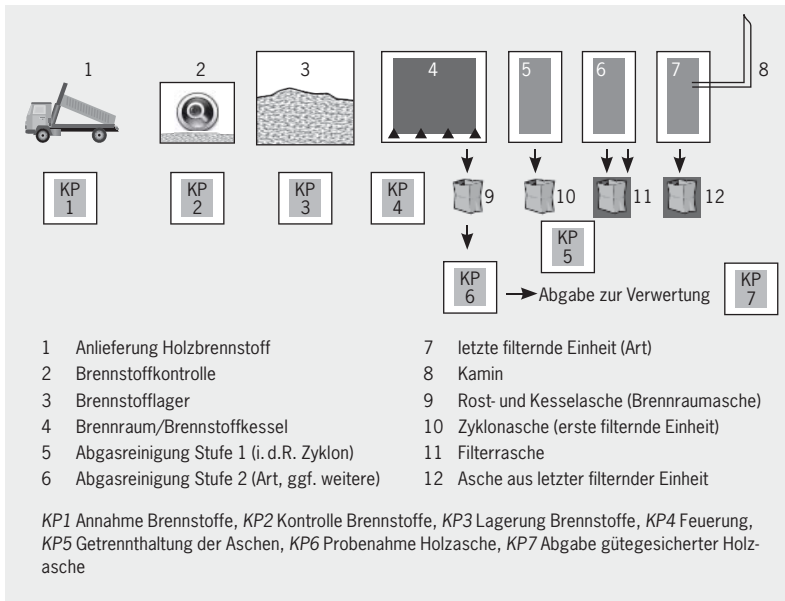 1 2 3 4 5 6 7 8
KP 1
KP 2
KP 3
KP 4
9 10 11 12
KP 5
KP 6
Abgabe zur Verwertung
KP 7
1 Anlieferung Holzbrennstoff
2 Brennstoffkontrolle
3 Brennstofflager
4 Brennraum/Brennstoffkessel
5 Abgasreinigung Stufe 1 (i. d.R. Zyklon)
6 Abgasreinigung Stufe 2 (Art, ggf. weitere)
7 letzte filternde Einheit (Art)
8 Kamin
9 Rost- und Kesselasche (Brennraumasche)
10 Zyklonasche (erste filternde Einheit)
11 Filterrasche
12 Asche aus letzter filternder Einheit
KP1 Annahme Brennstoffe, KP2 Kontrolle Brennstoffe, KP3 Lagerung Brennstoffe, KP4 Feuerung,
KP5 Getrennthaltung der Aschen, KP6 Probenahme Holzasche, KP7 Abgabe gütegesicherter Holz-
asche